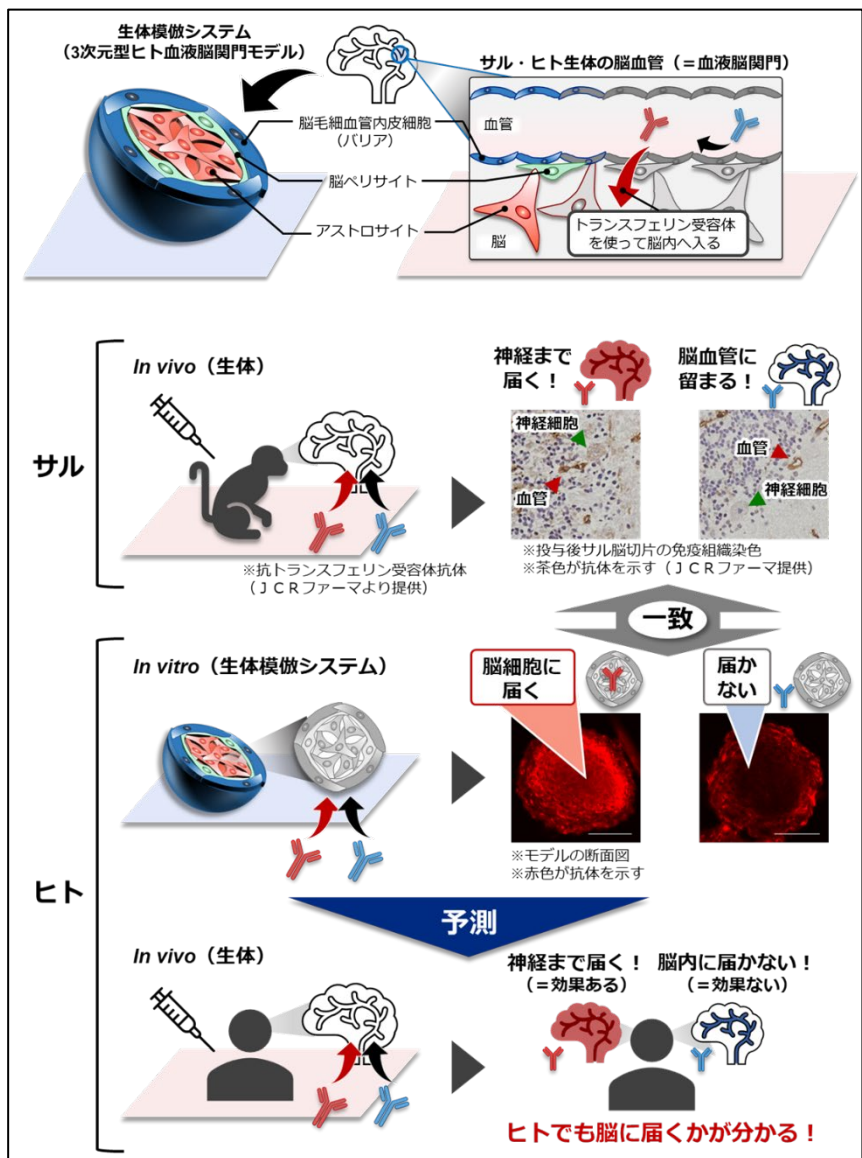 生体模倣システム
（3次元型ヒト血液脳関門モデル）
サル・ヒト生体の脳血管（＝血液脳関門）
血管
脳毛細血管内皮細胞
（バリア）
脳ペリサイト
アストロサイト
脳
トランスフェリン受容体
を使って脳内へ入る
サル
In vivo（生体）
※抗トランスフェリン受容体抗体
（ＪＣＲファーマより提供）
神経まで
届く！
脳血管に
留まる！
神経細胞
血管
血管
神経細胞
※投与後サル脳切片の免疫組織染色
※茶色が抗体を示す（ＪＣＲファーマ提供）
一致
ヒト
In vitro（生体模倣システム）
脳細胞に
届く
届か
ない
※モデルの断面図
※赤色が抗体を示す
予測
In vivo（生体）
神経まで届く！
（＝効果ある）
脳内に届かない！
（＝効果ない）
ヒトでも脳に届くかが分かる！